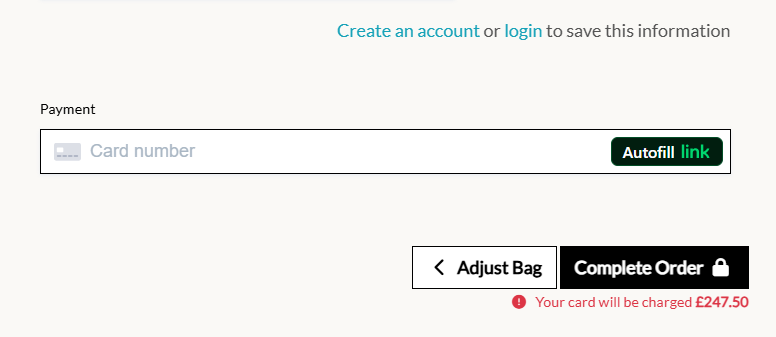 Create an account or login to save this information
Payment
Card number
Autofill link
Adjust Bag
Complete Order
Your card will be charged £247.50